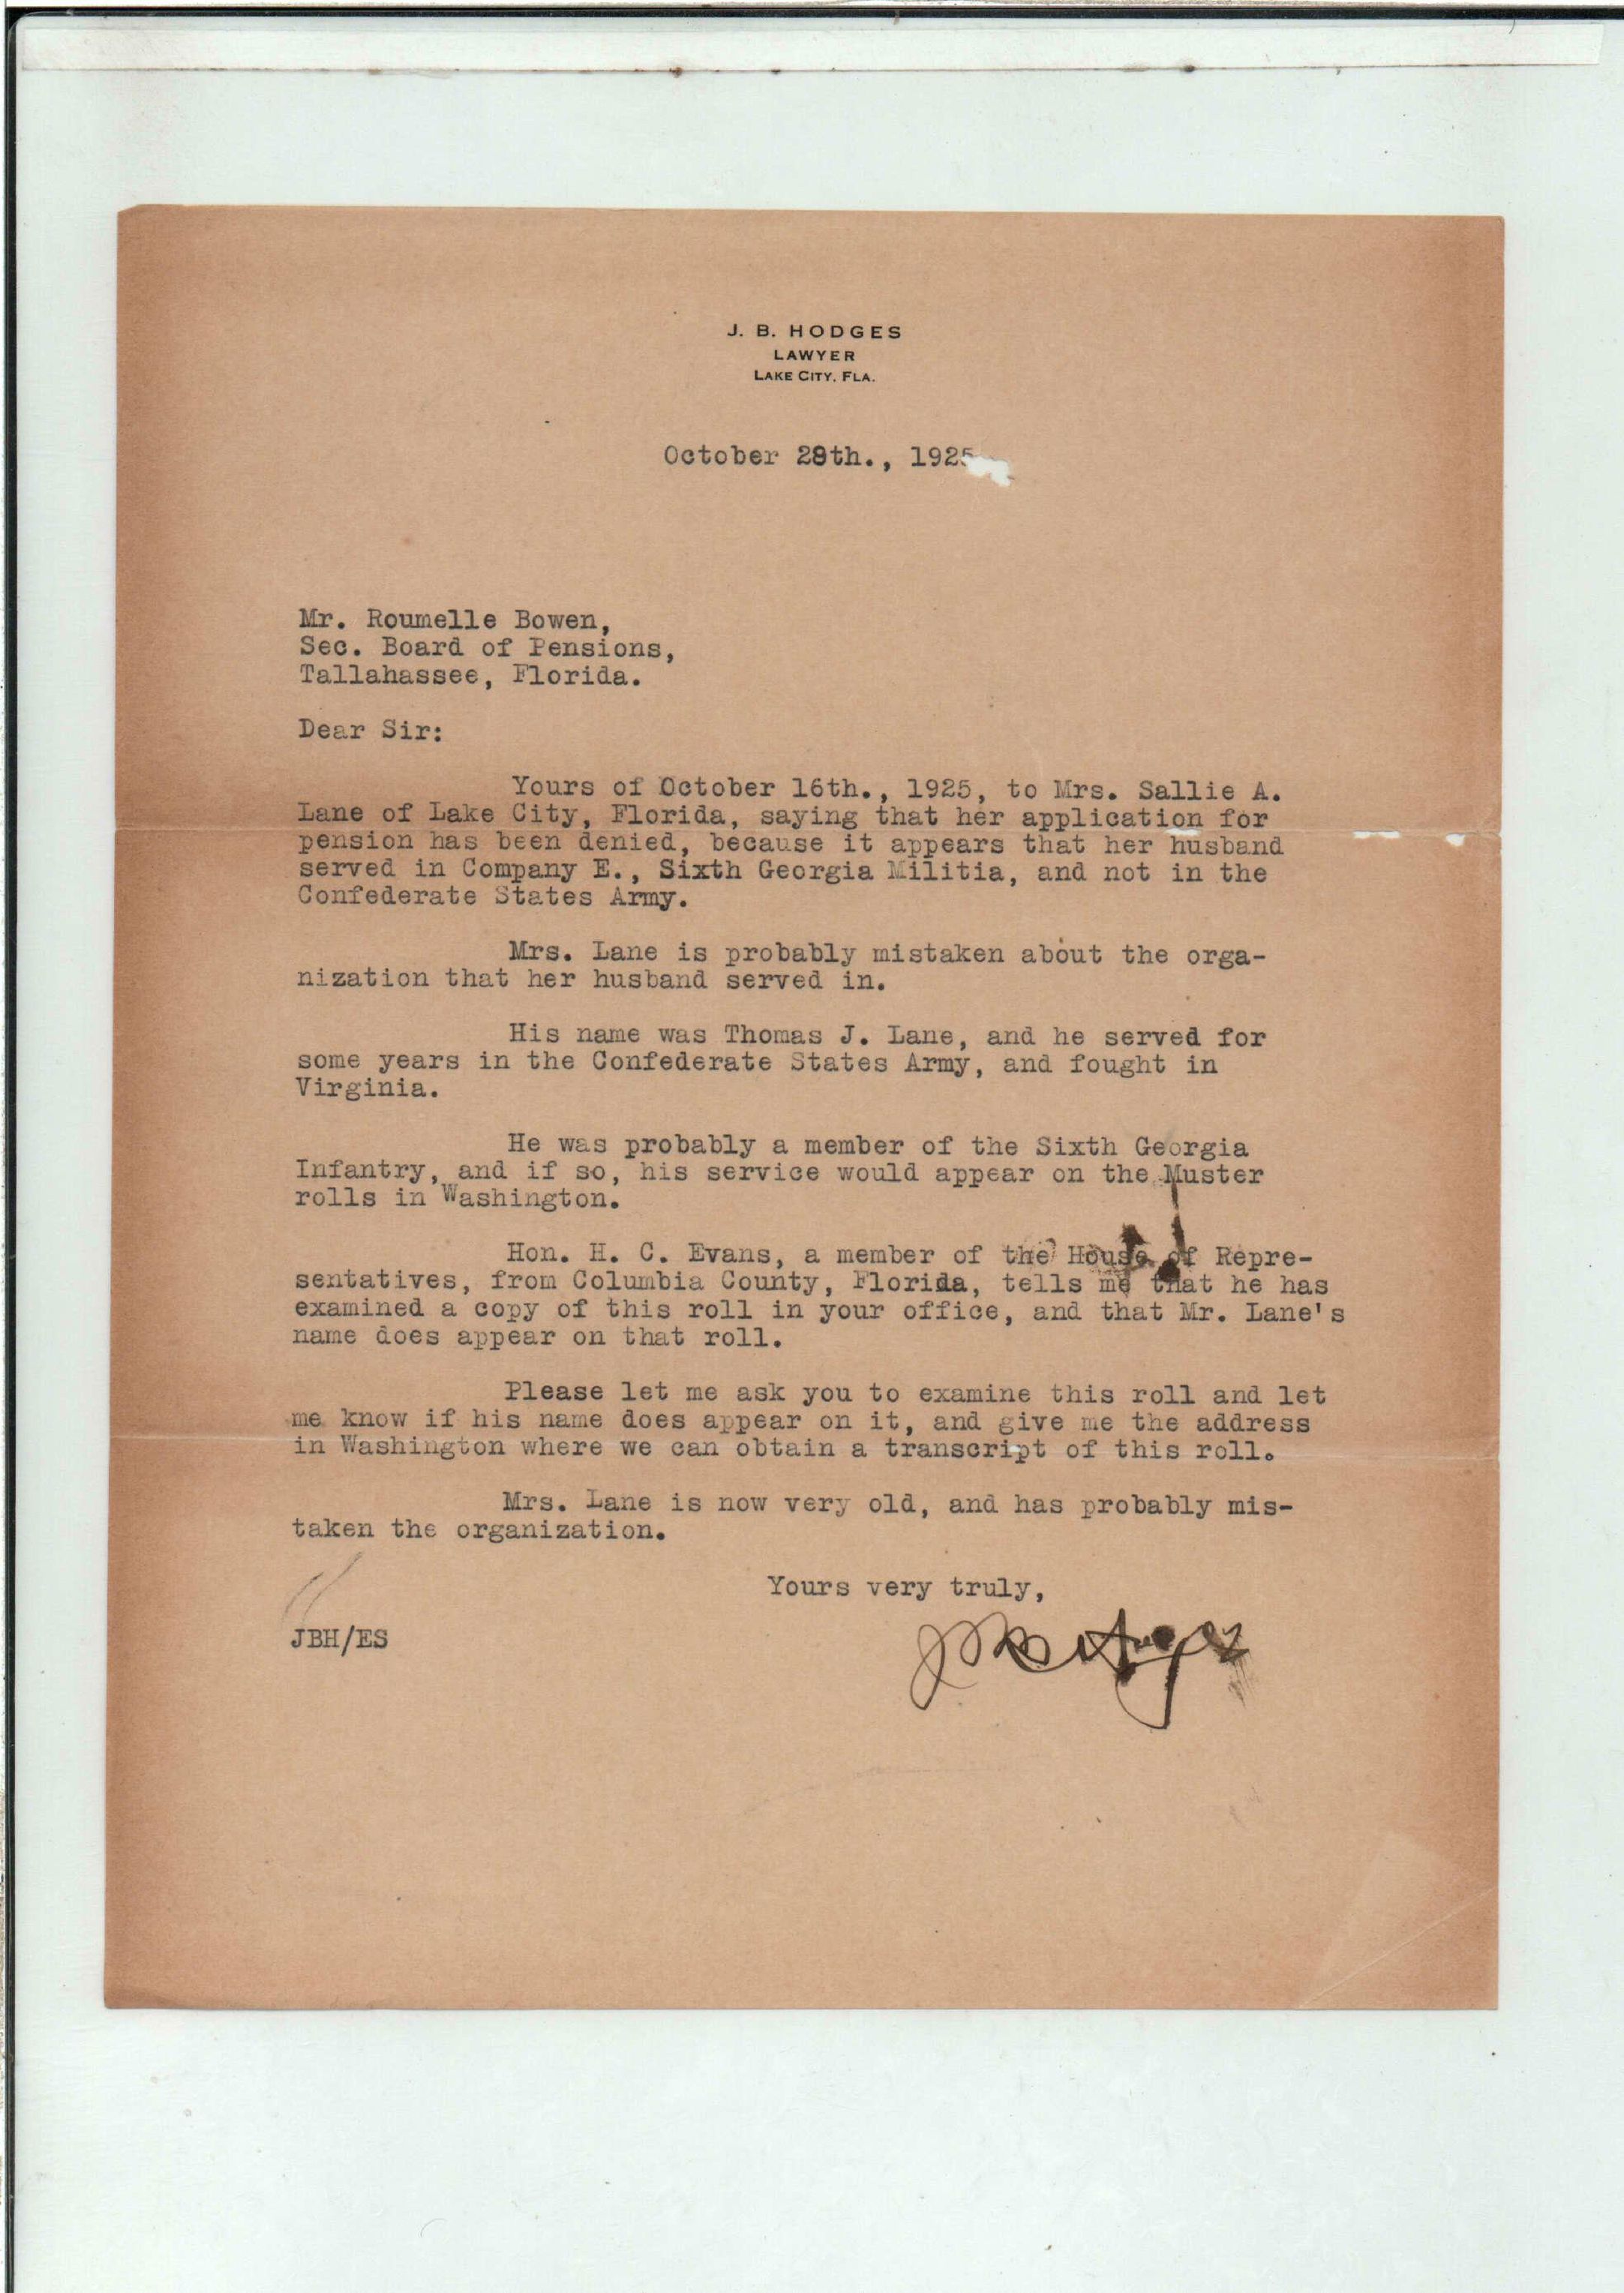 J. B. HODGES
LAWYER
LAKE CITY, FLA.
October 28th., 1925
Mr. Roumelle Bowen,
Sec. Board of Pensions,
Tallahassee, Florida.
Dear Sir:
Yours of October 16th., 1925, to Mrs. Sallie A.
Lane of Lake City, Florida, saying that her application for
pension has been denied, because it appears that her husband
served in Company E., Sixth Georgia Militia, and not in the
Confederate States Army.
Mrs. Lane is probably mistaken about the orga-
nization that her husband served in.
His name was Thomas J. Lane, and he served for
some years in the Confederate States Army, and fought in
Virginia.
He was probably a member of the Sixth Georgia
Infantry, and if so, his service would appear on the Muster
rolls in Washington.
Hon. H. C. Evans, a member of the House of Repre-
sentatives, from Columbia County, Florida, tells me that he has
examined a copy of this roll in your office, and that Mr. Lane's
name does appear on that roll.
Please let me ask you to examine this roll and let
me know if his name does appear on it, and give me the address
in Washington where we can obtain a transcript of this roll.
Mrs. Lane is now very old, and has probably mis-
taken the organization.
Yours very truly,
JBH/ES
JB Hodges